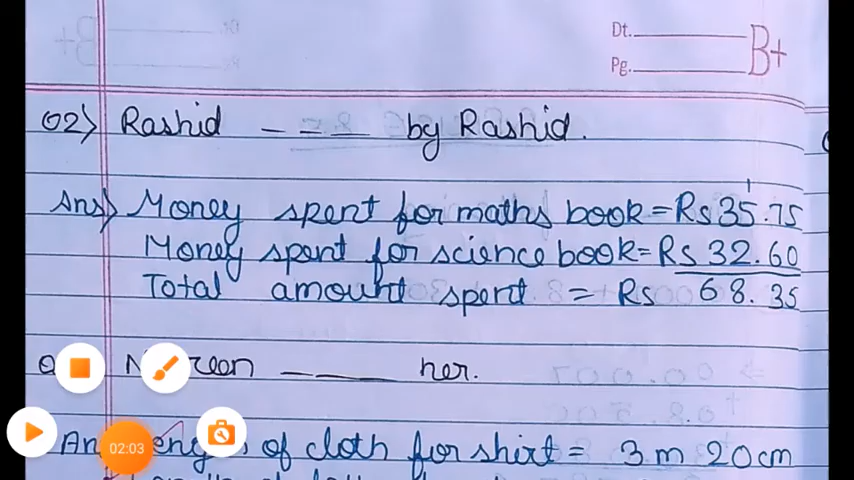 Dt.
B+
Pg.
Q2) Rashid _ _ _ by Rashid.
1
Ans) Money spent for maths book = Rs 35.75
Money spent for science book = Rs 32.60
Total amount spent = Rs 68.35
her.
of cloth for shirt = 3 m 20 cm
02:03